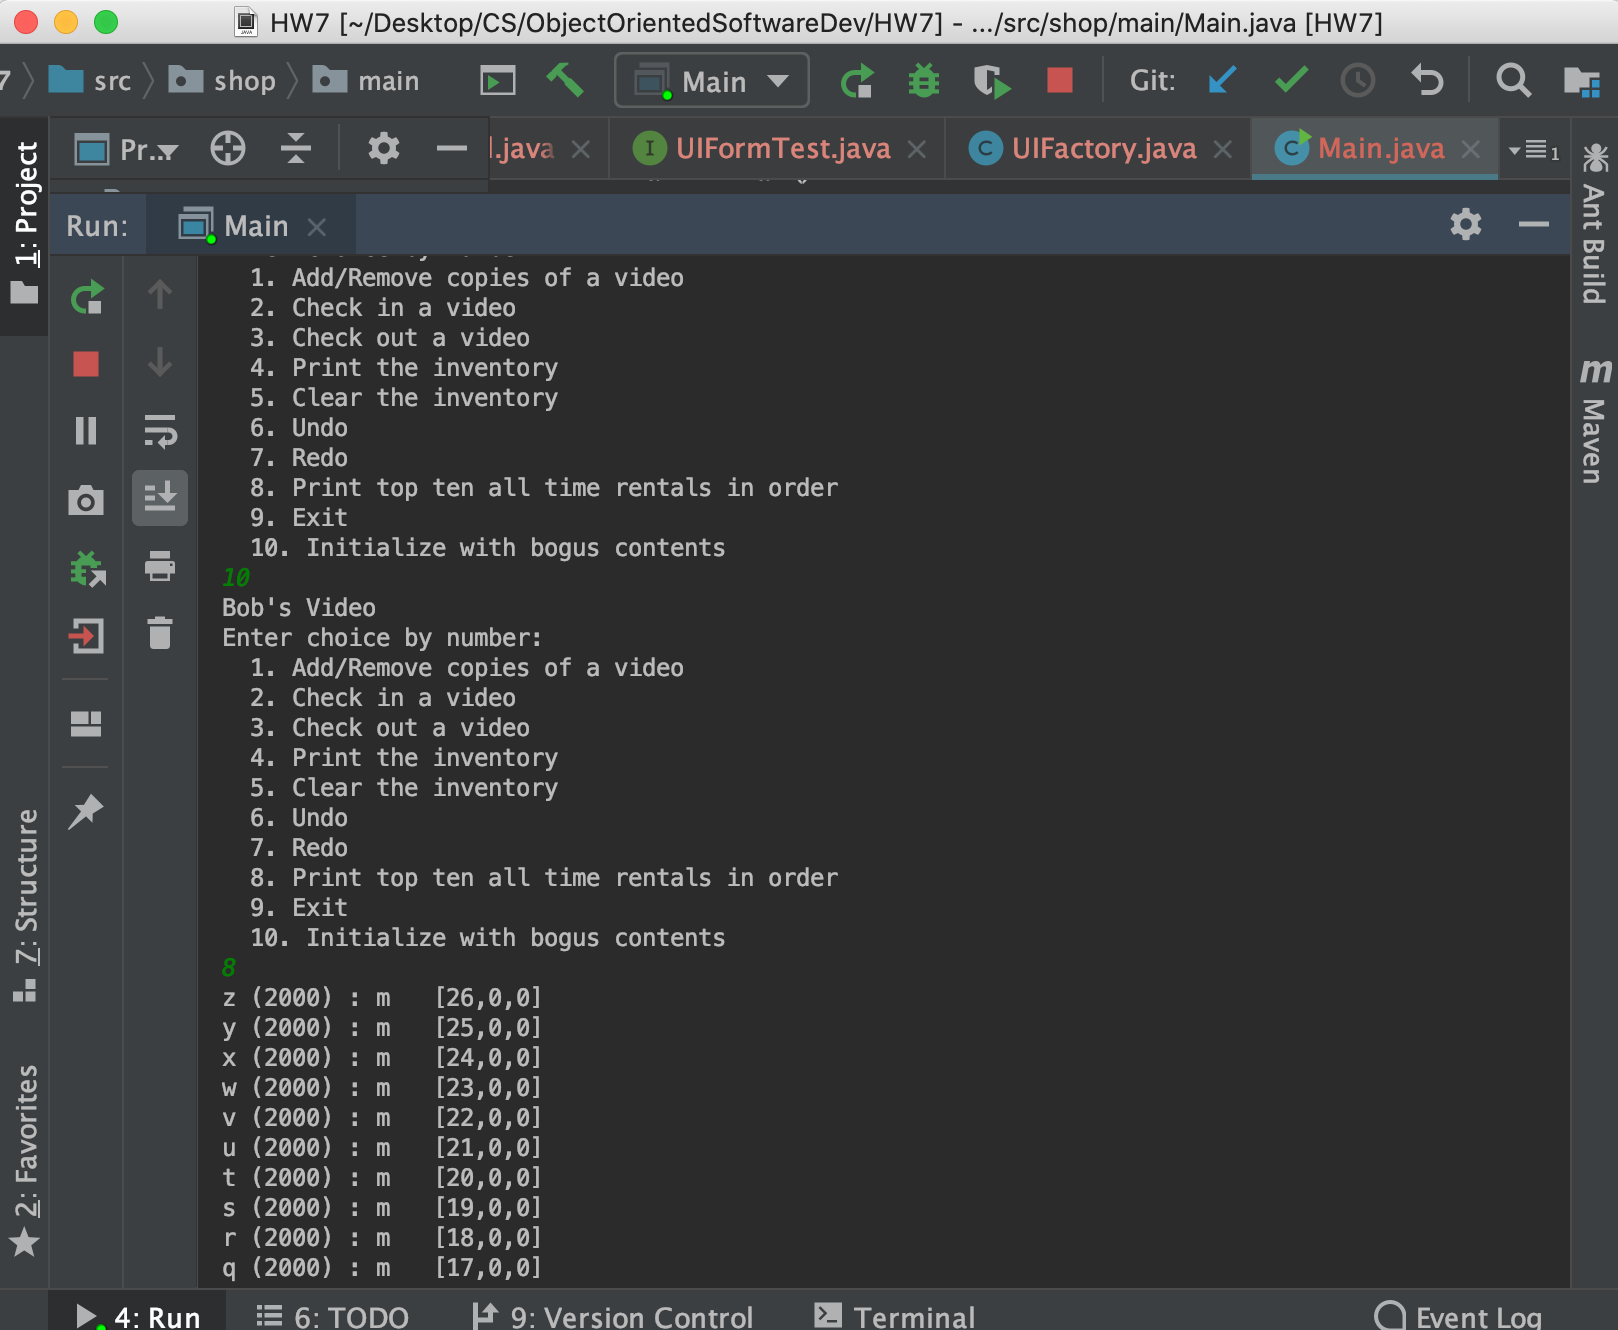 HW7 [~/Desktop/CS/ObjectOrientedSoftwareDev/HW7] - .../src/shop/main/Main.java [HW7]
7 src shop main Main Git:
Pr... l.java UIFormTest.java UIFactory.java Main.java 1
1: Project
Ant Build
Maven
Run: Main
1. Add/Remove copies of a video
2. Check in a video
3. Check out a video
4. Print the inventory
5. Clear the inventory
6. Undo
7. Redo
8. Print top ten all time rentals in order
9. Exit
10. Initialize with bogus contents
10
Bob's Video
Enter choice by number:
1. Add/Remove copies of a video
2. Check in a video
3. Check out a video
4. Print the inventory
5. Clear the inventory
6. Undo
7. Redo
8. Print top ten all time rentals in order
9. Exit
10. Initialize with bogus contents
8
z (2000) : m [26,0,0]
y (2000) : m [25,0,0]
x (2000) : m [24,0,0]
w (2000) : m [23,0,0]
v (2000) : m [22,0,0]
u (2000) : m [21,0,0]
t (2000) : m [20,0,0]
s (2000) : m [19,0,0]
r (2000) : m [18,0,0]
q (2000) : m [17,0,0]
7: Structure
2: Favorites
4: Run 6: TODO 9: Version Control Terminal Event Log